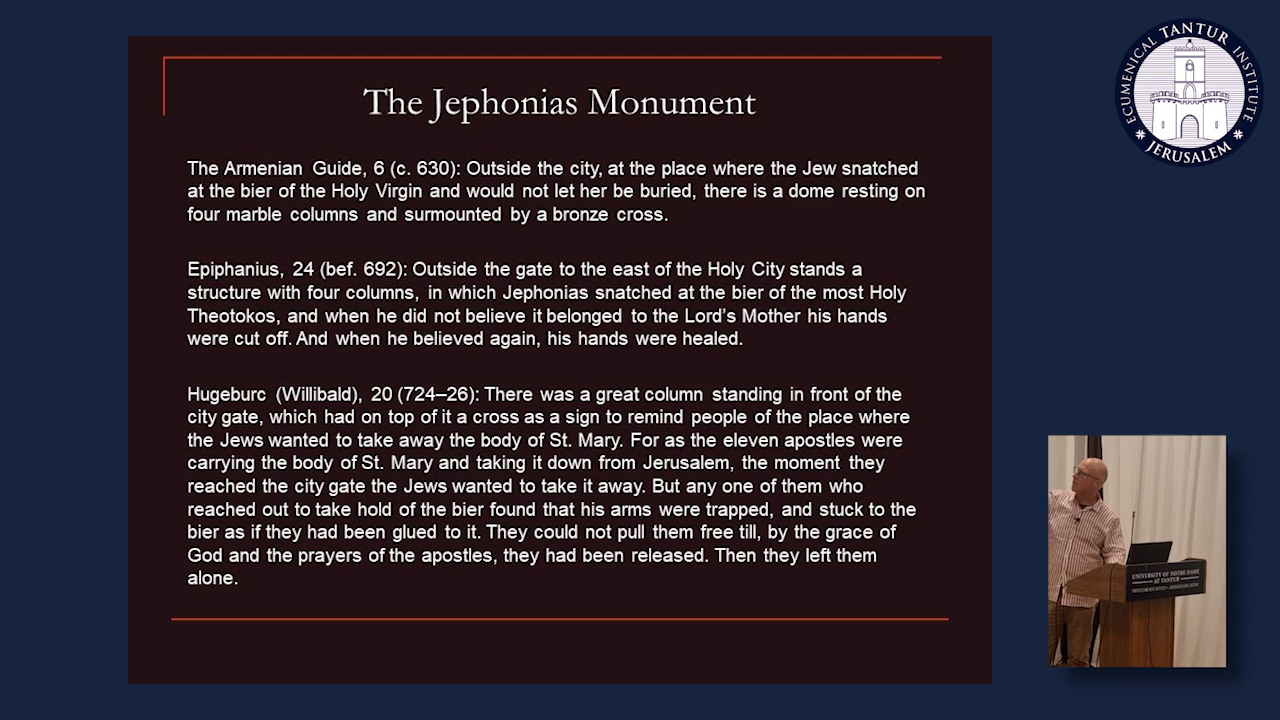 The Jephonias Monument
The Armenian Guide, 6 (c. 630): Outside the city, at the place where the Jew snatched
at the bier of the Holy Virgin and would not let her be buried, there is a dome resting on
four marble columns and surmounted by a bronze cross.
Epiphanius, 24 (bef. 692): Outside the gate to the east of the Holy City stands a
structure with four columns, in which Jephonias snatched at the bier of the most Holy
Theotokos, and when he did not believe it belonged to the Lord's Mother his hands
were cut off. And when he believed again, his hands were healed.
Hugeburc (Willibald), 20 (724–26): There was a great column standing in front of the
city gate, which had on top of it a cross as a sign to remind people of the place where
the Jews wanted to take away the body of St. Mary. For as the eleven apostles were
carrying the body of St. Mary and taking it down from Jerusalem, the moment they
reached the city gate the Jews wanted to take it away. But any one of them who
reached out to take hold of the bier found that his arms were trapped, and stuck to the
bier as if they had been glued to it. They could not pull them free till, by the grace of
God and the prayers of the apostles, they had been released. Then they left them
alone.
ECUMENICAL TANTUR INSTITUTE
JERUSALEM
UNIVERSITY OF NOTRE DAME
AT TANTUR